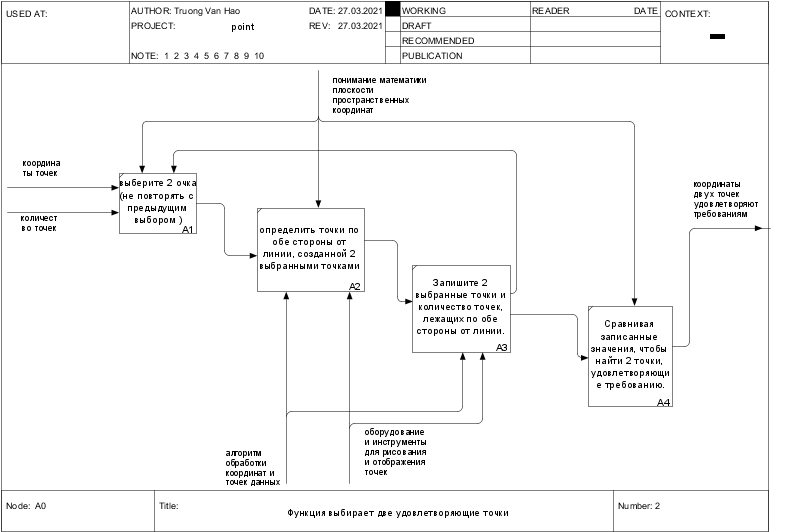 USED AT:
AUTHOR: Truong Van Hao
DATE: 27.03.2021
PROJECT: point
REV: 27.03.2021
NOTE: 1 2 3 4 5 6 7 8 9 10
WORKING
DRAFT
RECOMMENDED
PUBLICATION
READER
DATE
CONTEXT:
понимание математики
плоскости
пространственных
координат
координа
ты точек
количест
во точек
выберите 2 очка
(не повторять с
предыдущим
выбором )
A1
определить точки по
обе стороны от
линии, созданной 2
выбранными точками
A2
Запишите 2
выбранные точки и
количество точек,
лежащих по обе
стороны от линии.
A3
Сравнивая
записанные
значения, чтобы
найти 2 точки,
удовлетворяющи
е требованию.
A4
координаты
двух точек
удовлетворяют
требованиям
алгоритм
обработки
координат и
точек данных
оборудование
и инструменты
для рисования
и отображения
точек
Node: A0
Title:
Функция выбирает две удовлетворяющие точки
Number: 2